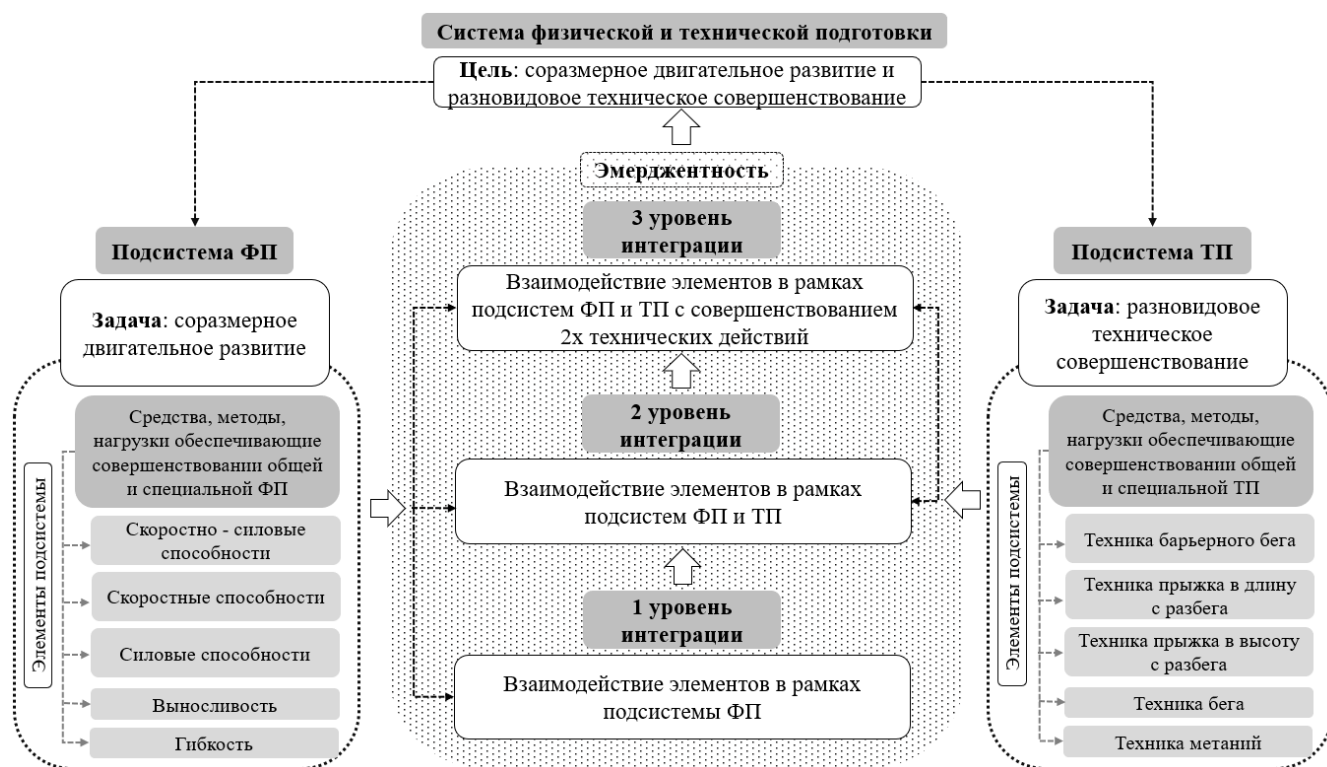 Система физической и технической подготовки
Цель: соразмерное двигательное развитие и
разновидовое техническое совершенствование
Эмерджентность
3 уровень
интеграции
Взаимодействие элементов в рамках
подсистем ФП и ТП с совершенствованием
2х технических действий
2 уровень
интеграции
Взаимодействие элементов в рамках
подсистем ФП и ТП
1 уровень
интеграции
Взаимодействие элементов в рамках
подсистемы ФП
Подсистема ФП
Задача: соразмерное
двигательное развитие
Средства, методы,
нагрузки обеспечивающие
совершенствовании общей
и специальной ФП
Элементы подсистемы
Скоростно - силовые
способности
Скоростные способности
Силовые способности
Выносливость
Гибкость
Подсистема ТП
Задача: разновидовое
техническое
совершенствование
Средства, методы,
нагрузки обеспечивающие
совершенствовании общей
и специальной ТП
Элементы подсистемы
Техника барьерного бега
Техника прыжка в длину
с разбега
Техника прыжка в высоту
с разбега
Техника бега
Техника метаний